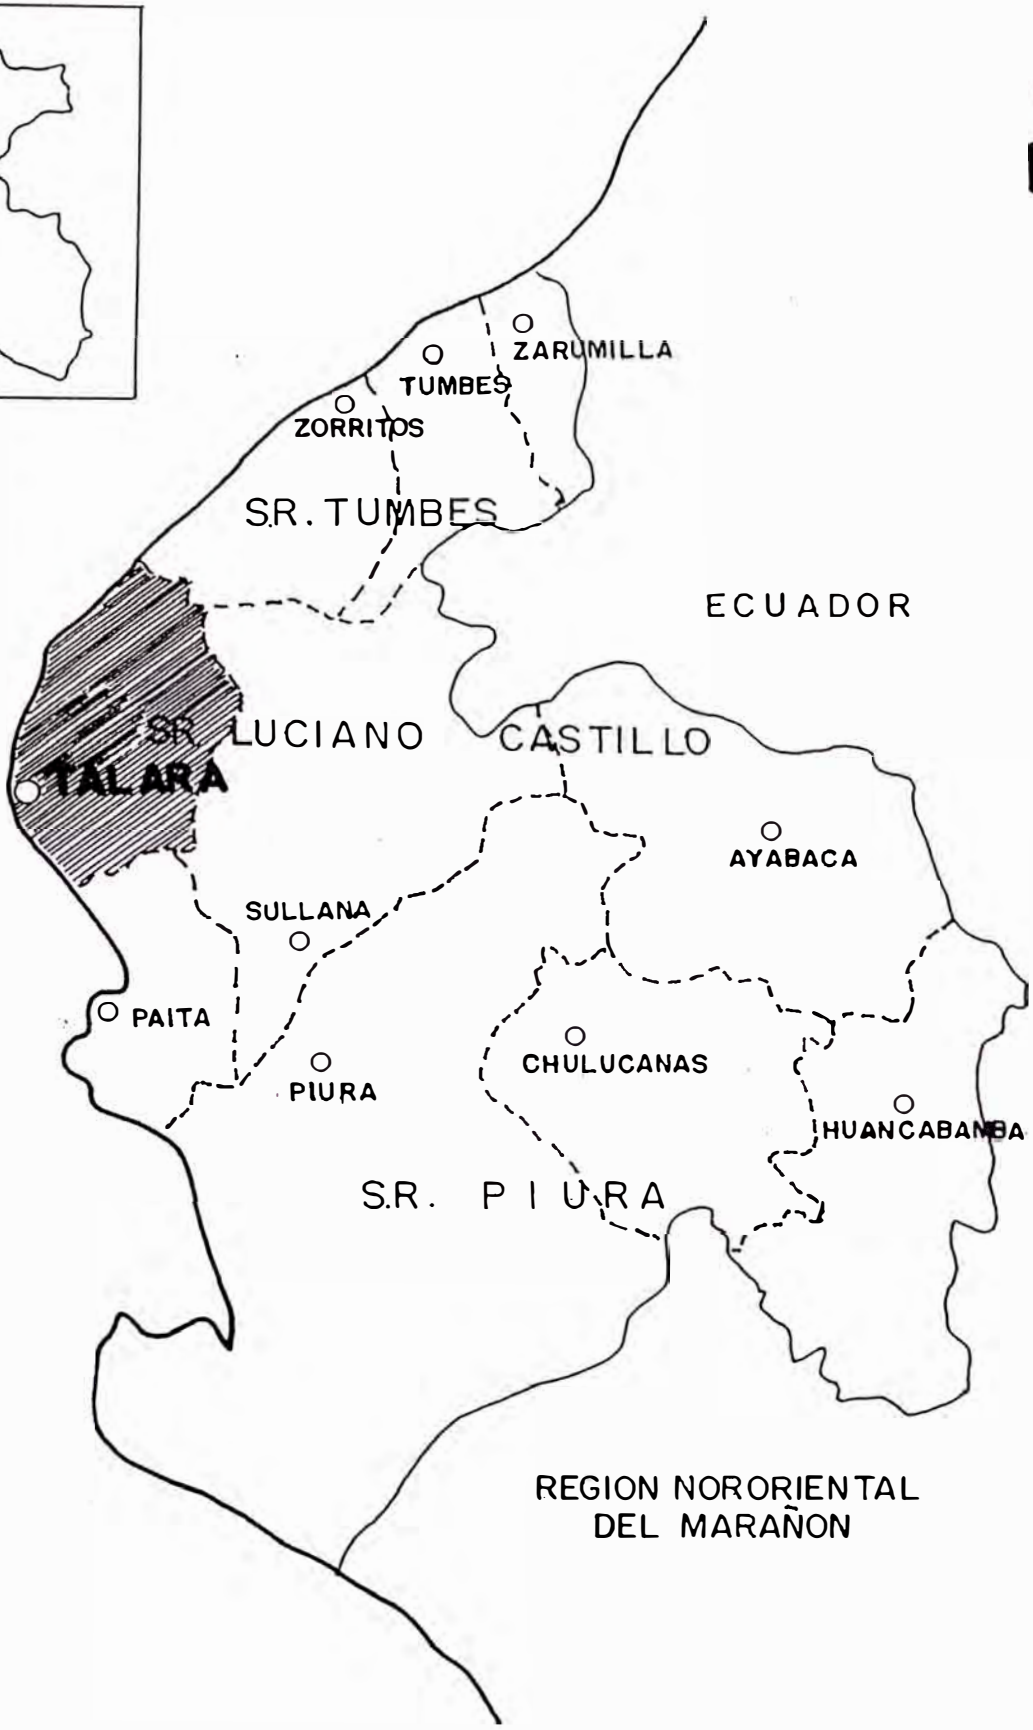 ZARUMILLA
TUMBES
ZORRITOS
S.R. TUMBES
ECUADOR
SR. LUCIANO CASTILLO
TALARA
AYABACA
SULLANA
PAITA
CHULUCANAS
PIURA
HUANCABAMBA
S.R. PIURA
REGION NORORIENTAL
DEL MARAÑON